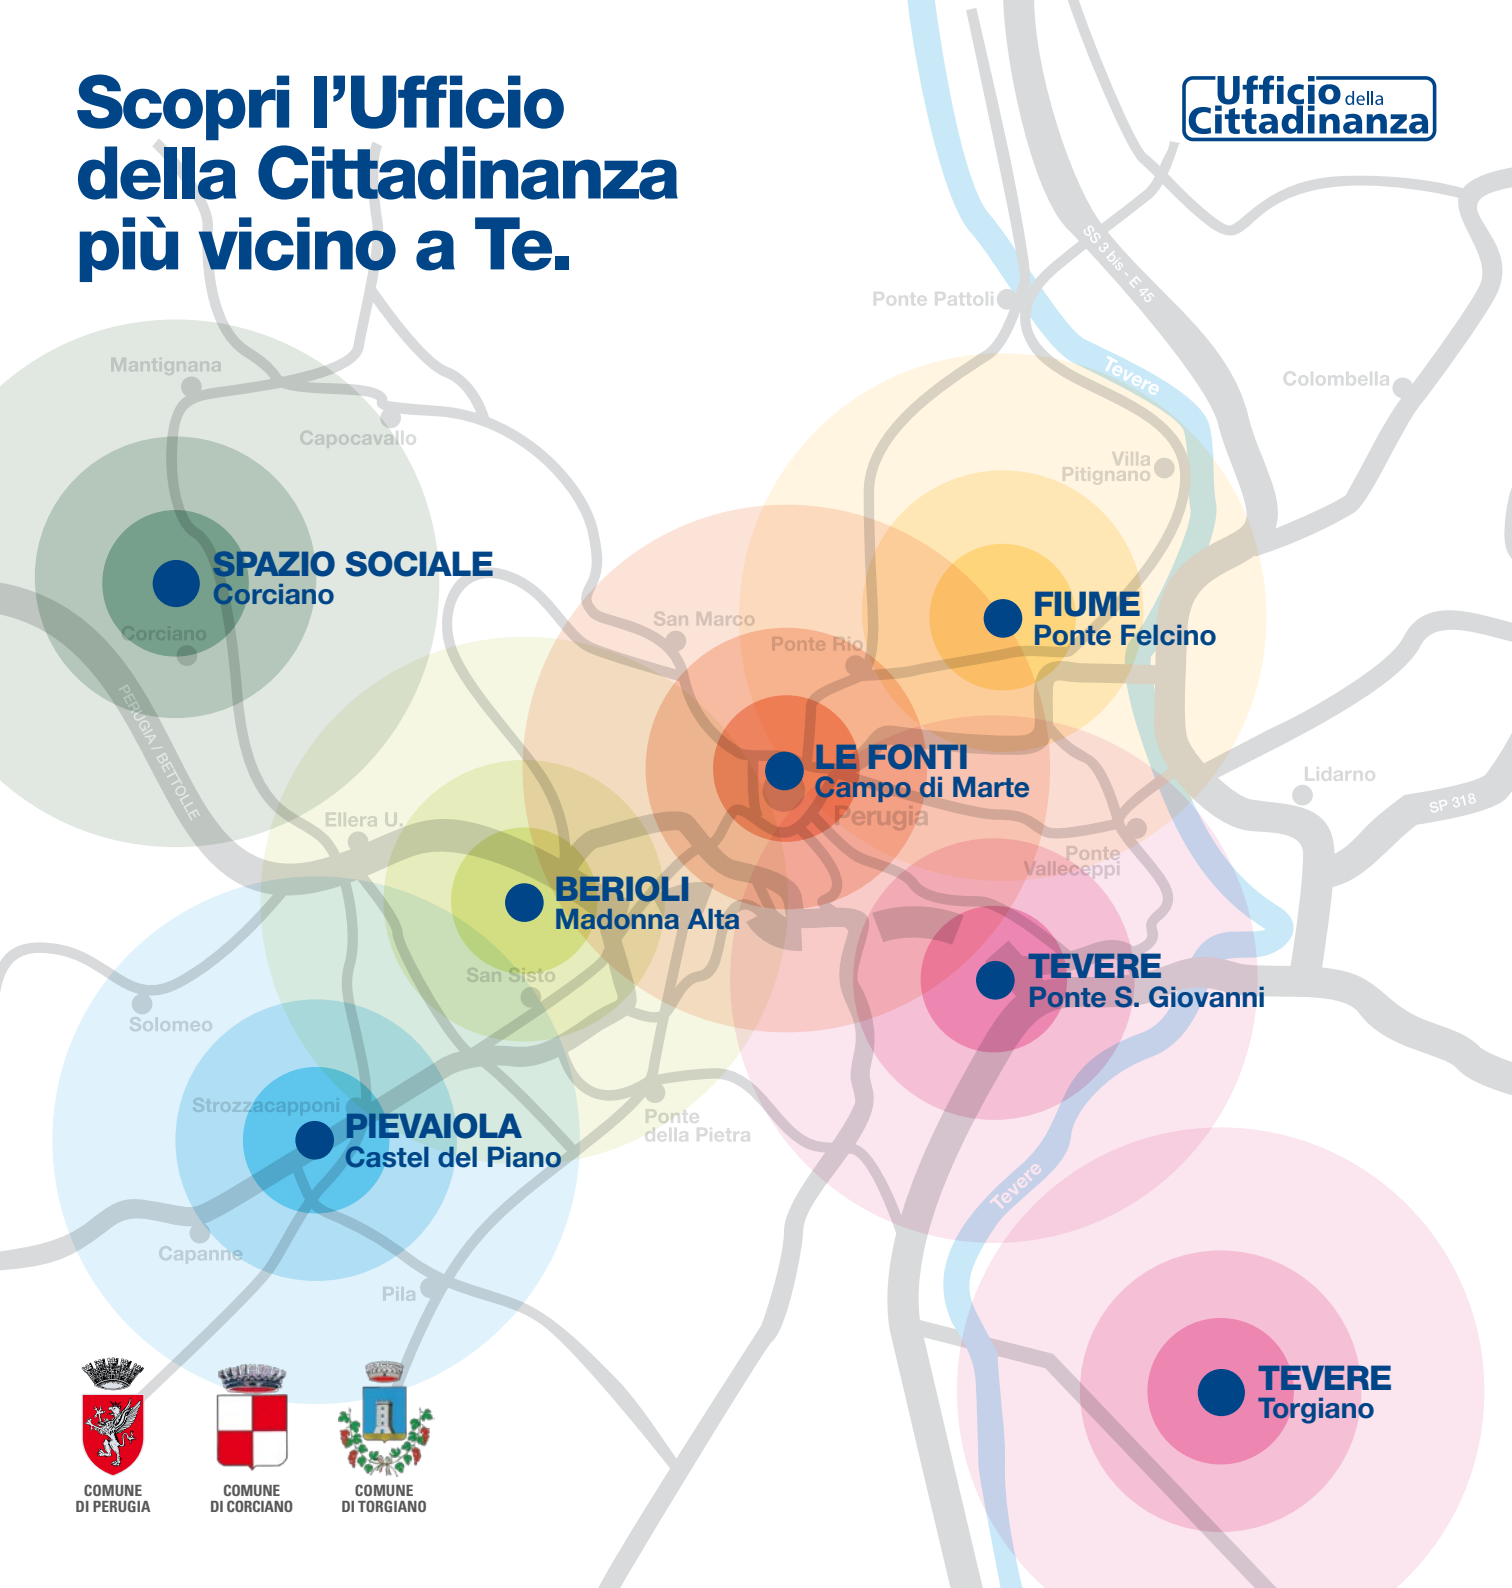 Scopri l'Ufficio
della Cittadinanza
più vicino a Te.
Ufficio della
Cittadinanza
SS 3 bis - E 45
Ponte Pattoli
Tevere
Mantignana
Colombella
Capocavallo
Villa
Pitignano
SPAZIO SOCIALE
Corciano
FIUME
Ponte Felcino
Corciano
San Marco
Ponte Rio
PERUGIA / BETTOLLE
LE FONTI
Campo di Marte
Perugia
Lidarno
SP 318
Ellera U.
Ponte
Valleceppi
BERIOLI
Madonna Alta
San Sisto
TEVERE
Ponte S. Giovanni
Solomeo
Strozzacapponi
PIEVAIOLA
Castel del Piano
Ponte
della Pietra
Tevere
Capanne
Pila
TEVERE
Torgiano
COMUNE
DI PERUGIA
COMUNE
DI CORCIANO
COMUNE
DI TORGIANO